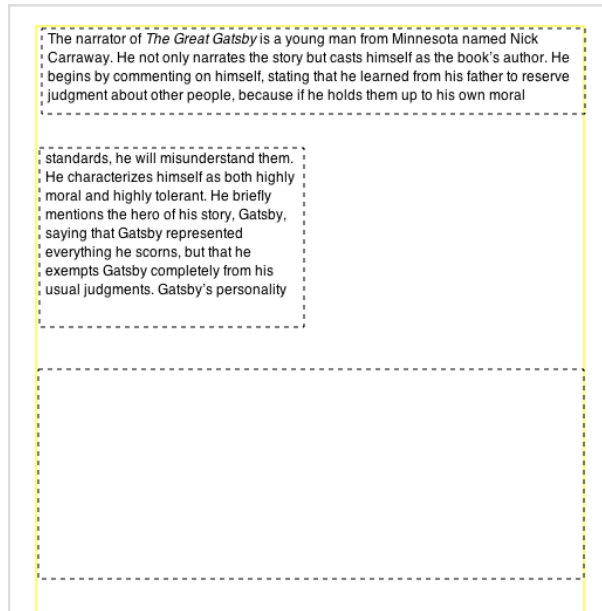 The narrator of The Great Gatsby is a young man from Minnesota named Nick
Carraway. He not only narrates the story but casts himself as the book’s author. He
begins by commenting on himself, stating that he learned from his father to reserve
judgment about other people, because if he holds them up to his own moral
standards, he will misunderstand them.
He characterizes himself as both highly
moral and highly tolerant. He briefly
mentions the hero of his story, Gatsby,
saying that Gatsby represented
everything he scorns, but that he
exempts Gatsby completely from his
usual judgments. Gatsby’s personality